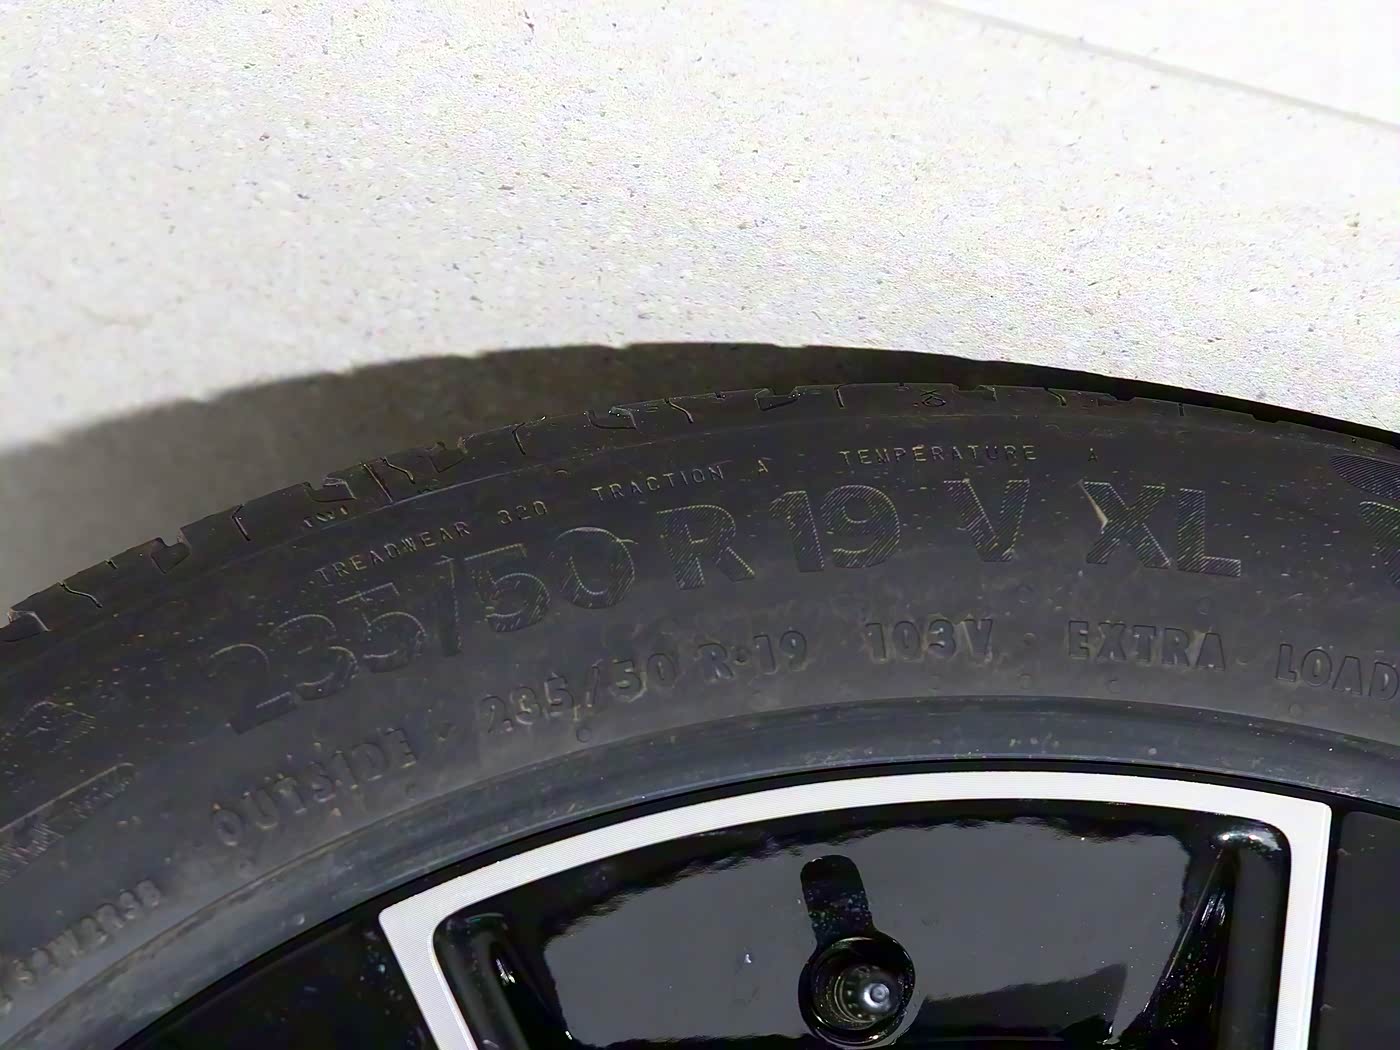 TREADWEAR 320 TRACTION A TEMPERATURE A
235/50 R 19 V XL
OUTSIDE 235/50 R 19 103V EXTRA LOAD